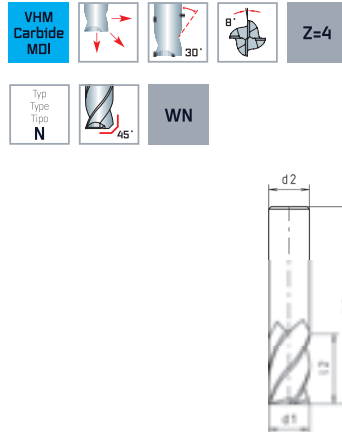 VHM
Carbide
MDI
30°
8°
Z=4
Typ
Type
Tipo
N
45°
WN
d2
l2
d1